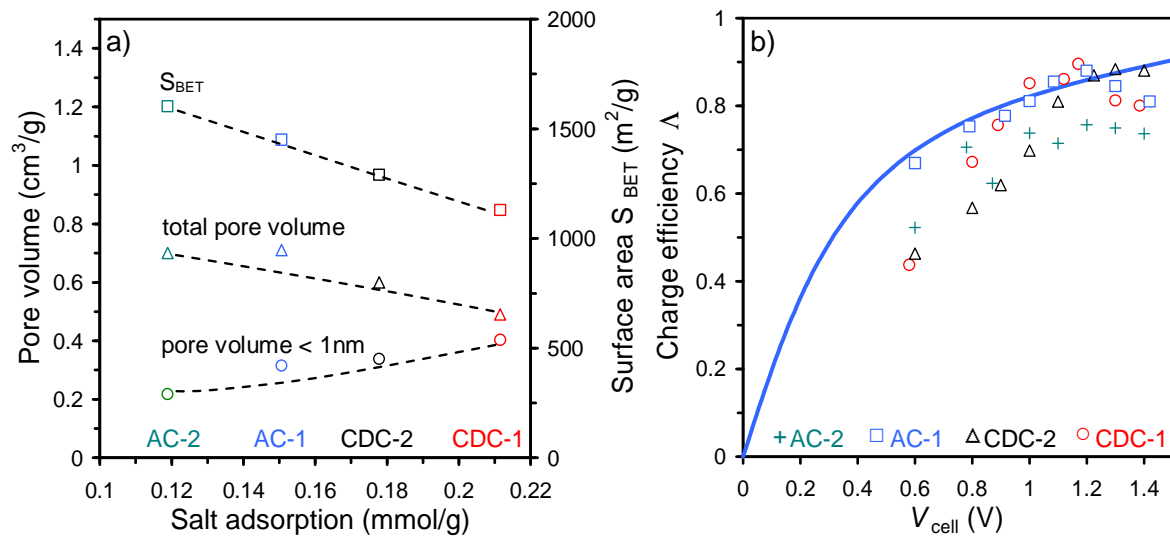 a)
Pore volume (cm³/g)
1.4
1.2
1
0.8
0.6
0.4
0.2
0
S_BET
total pore volume
pore volume < 1nm
AC-2 AC-1 CDC-2 CDC-1
0.1 0.12 0.14 0.16 0.18 0.2 0.22
Salt adsorption (mmol/g)
2000
1500
1000
500
0
Surface area S BET (m²/g)
b)
Charge efficiency Λ
1
0.8
0.6
0.4
0.2
0
+AC-2 AC-1 CDC-2 CDC-1
0 0.2 0.4 0.6 0.8 1.0 1.2 1.4
V_cell (V)